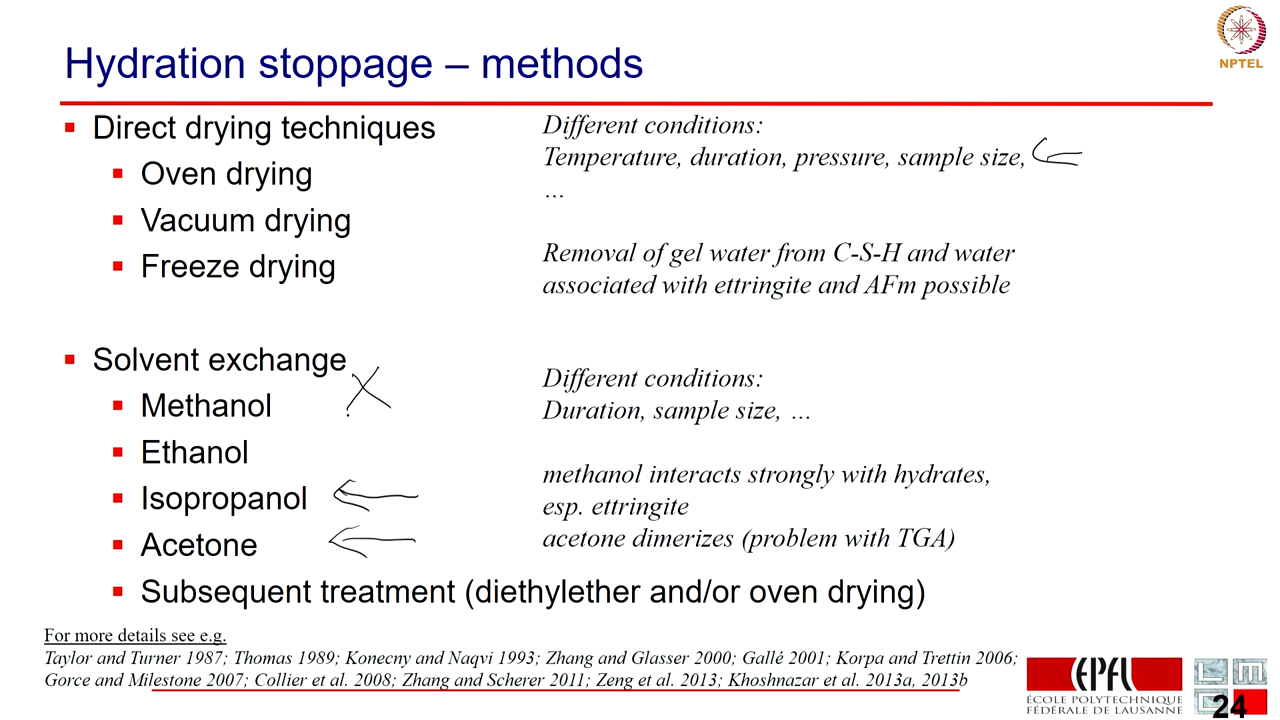 Hydration stoppage – methods
NPTEL
Direct drying techniques
Oven drying
Vacuum drying
Freeze drying
Different conditions:
Temperature, duration, pressure, sample size,
…
Removal of gel water from C-S-H and water
associated with ettringite and AFm possible
Solvent exchange
Methanol
Ethanol
Isopropanol
Acetone
Subsequent treatment (diethylether and/or oven drying)
Different conditions:
Duration, sample size, …
methanol interacts strongly with hydrates,
esp. ettringite
acetone dimerizes (problem with TGA)
For more details see e.g.
Taylor and Turner 1987; Thomas 1989; Konecny and Naqvi 1993; Zhang and Glasser 2000; Gallé 2001; Korpa and Trettin 2006;
Gorce and Milestone 2007; Collier et al. 2008; Zhang and Scherer 2011; Zeng et al. 2013; Khoshnazar et al. 2013a, 2013b
EPFL
ÉCOLE POLYTECHNIQUE
FÉDÉRALE DE LAUSANNE
24